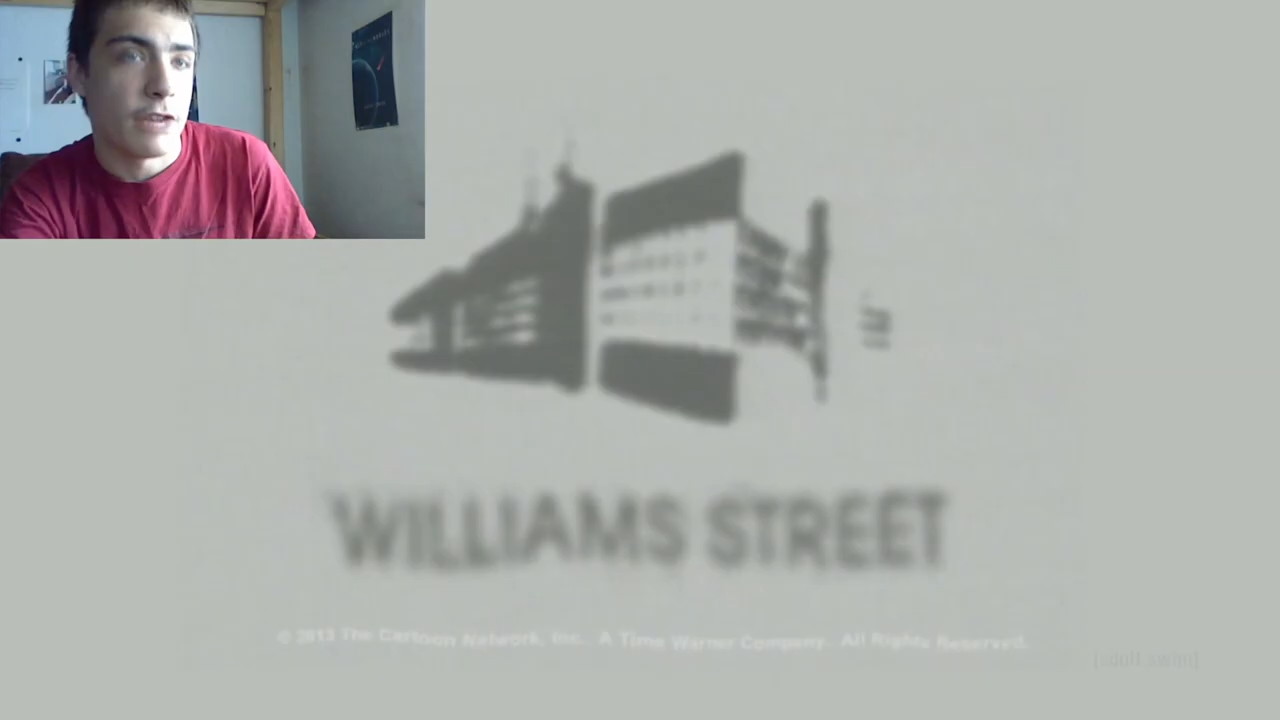 WILLIAMS STREET
© 2013 The Cartoon Network, Inc. A Time Warner Company. All Rights Reserved.
[adult swim]